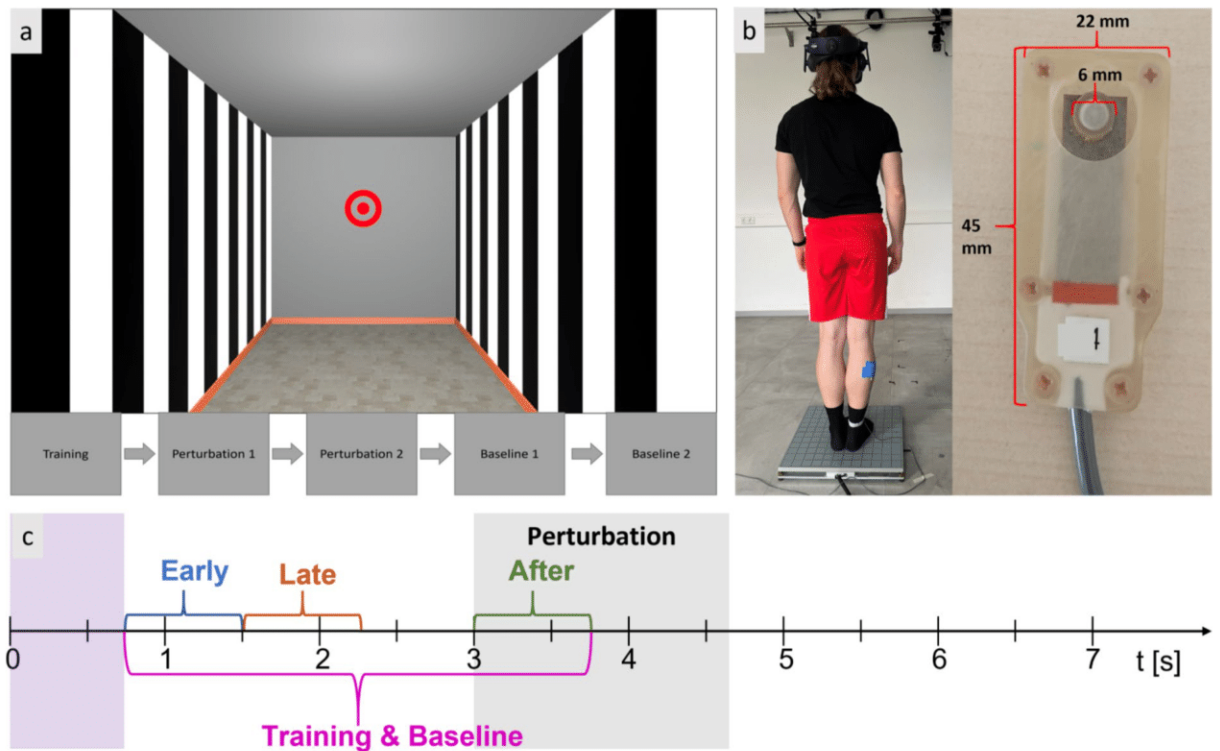 a
Training
Perturbation 1
Perturbation 2
Baseline 1
Baseline 2
b
22 mm
6 mm
45
mm
1
c
Perturbation
Early
Late
After
0
1
2
3
4
5
6
7
t [s]
Training & Baseline